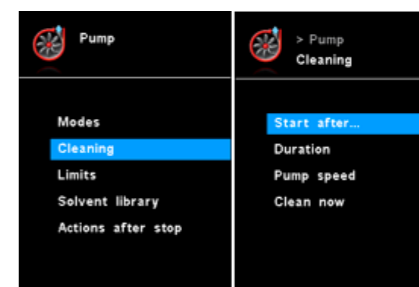 Pump
Modes
Cleaning
Limits
Solvent library
Actions after stop
> Pump
Cleaning
Start after...
Duration
Pump speed
Clean now